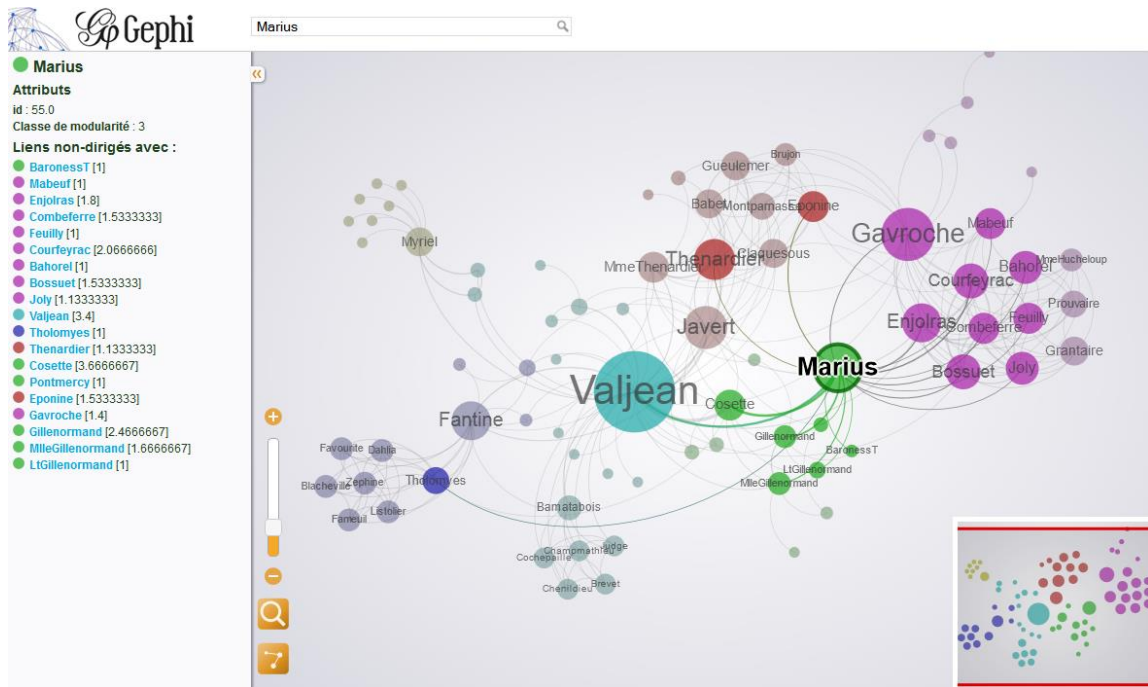 Gephi
Marius
Marius
Attributs
id : 55.0
Classe de modularité : 3
Liens non-dirigés avec :
BaronessT [1]
Mabeuf [1]
Enjolras [1.8]
Combeferre [1.5333333]
Feuilly [1]
Courfeyrac [2.0666666]
Bahorel [1]
Bossuet [1.5333333]
Joly [1.1333333]
Valjean [3.4]
Tholomyes [1]
Thenardier [1.1333333]
Cosette [3.6666667]
Pontmercy [1]
Eponine [1.5333333]
Gavroche [1.4]
Gillenormand [2.4666667]
MlleGillenormand [1.6666667]
LtGillenormand [1]
Brujon
Gueulemer
Babet
Montparnasse
Eponine
Mabeuf
Gavroche
Myriel
Claquesous
Thenardier
MmeThenardier
MmeHucheloup
Bahorel
Courfeyrac
Prouvaire
Javert
Enjolras
Combeferre
Feuilly
Grantaire
Marius
Bossuet
Joly
Valjean
Cosette
Fantine
Gillenormand
BaronessT
Favourite
Dahlia
LtGillenormand
Blacheville
Zephine
Tholomyes
MlleGillenormand
Fameuil
Listolier
Bamatabois
Champmathieu
Judge
Cochepaille
Chenildieu
Brevet